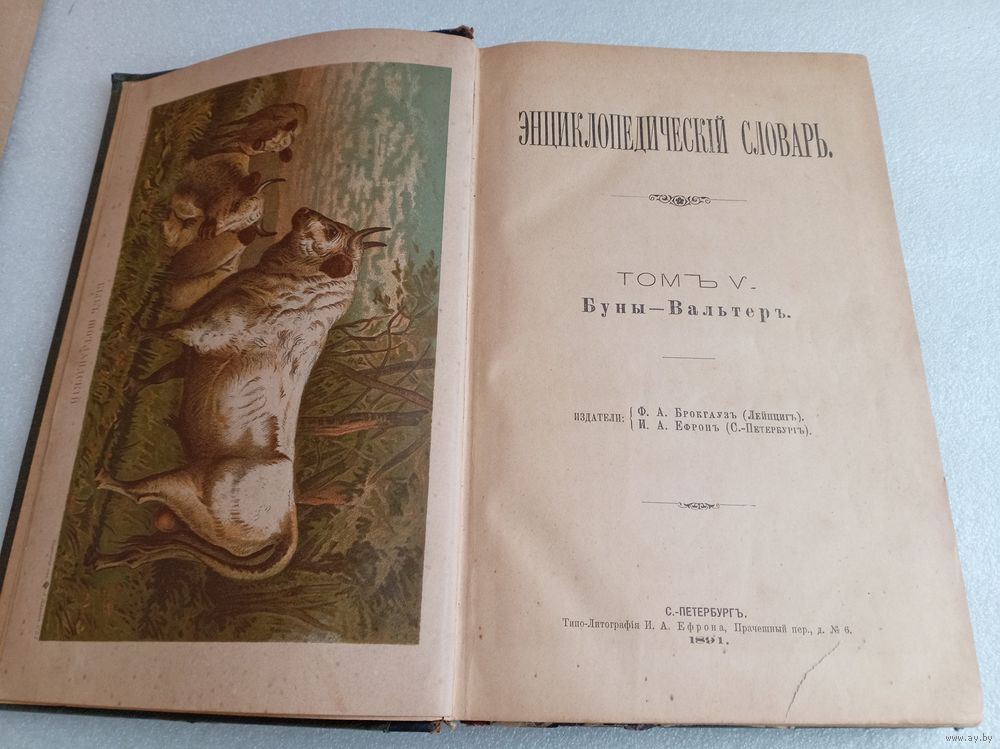 ЭНЦИКЛОПЕДИЧЕСКІЙ СЛОВАРЬ.
ТОМЪ V.
Буны—Вальтеръ.
ИЗДАТЕЛИ:
Ф. А. Брокгаузъ (Лейпцигъ).
И. А. Ефронъ (С.-Петербургъ).
С.-ПЕТЕРБУРГЪ.
Типо-Литографія И. А. Ефрона, Прачешный пер., д. № 6.
1891.
www.ay.by